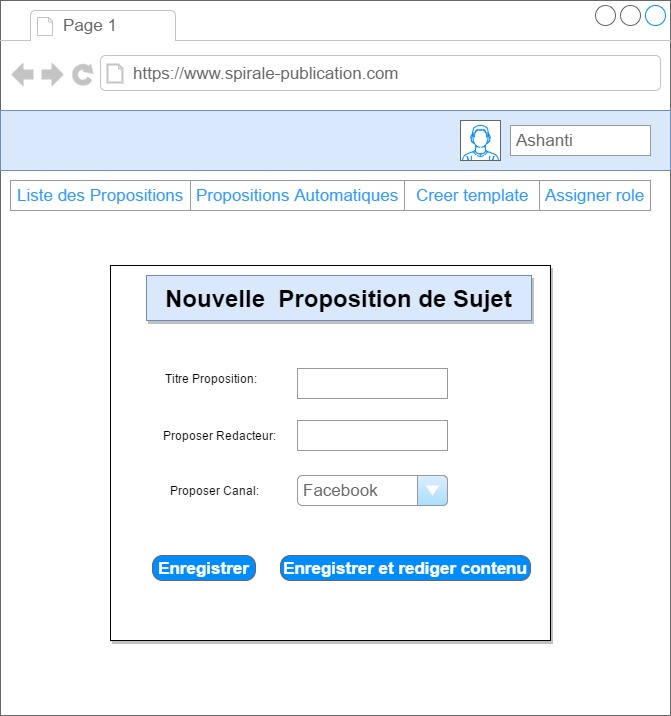 Page 1
https://www.spirale-publication.com
Ashanti
Liste des Propositions Propositions Automatiques Creer template Assigner role
Nouvelle  Proposition de Sujet
Titre Proposition:
Proposer Redacteur:
Proposer Canal: Facebook
Enregistrer Enregistrer et rediger contenu